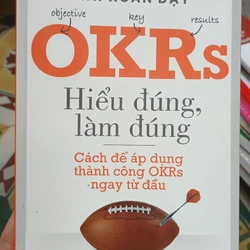 objective key results
OKRs
Hiểu đúng,
làm đúng
Cách để áp dụng
thành công OKRs
ngay từ đầu